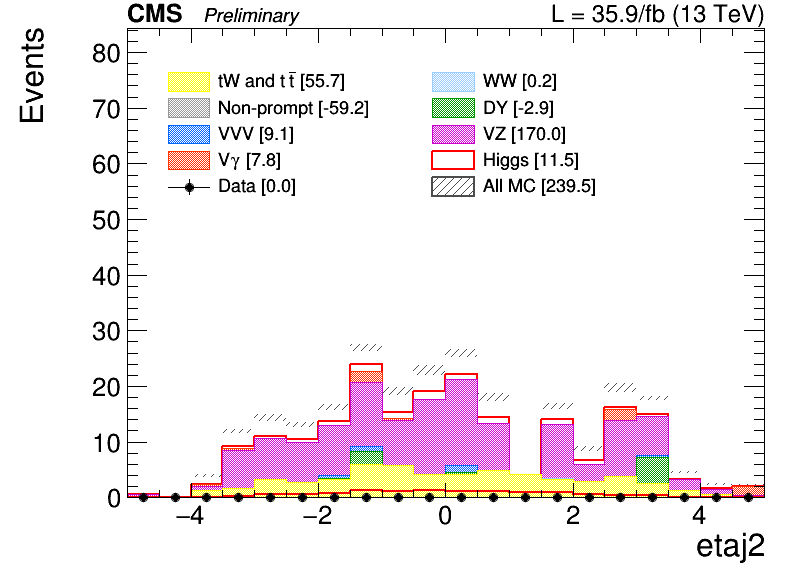 CMS Preliminary L = 35.9/fb (13 TeV)
Events
80
70
60
50
40
30
20
10
0
tW and t t̄ [55.7]
Non-prompt [-59.2]
VVV [9.1]
Vγ [7.8]
Data [0.0]
WW [0.2]
DY [-2.9]
VZ [170.0]
Higgs [11.5]
All MC [239.5]
−4 −2 0 2 4
etaj2